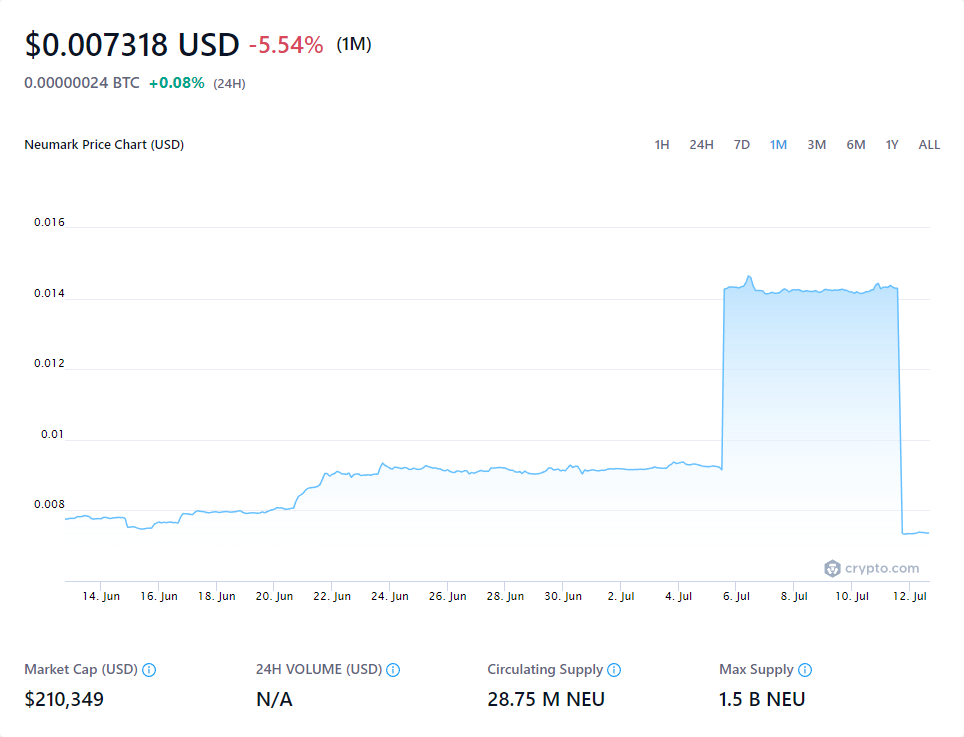 $0.007318 USD -5.54% (1M)
0.00000024 BTC +0.08% (24H)
Neumark Price Chart (USD) 1H 24H 7D 1M 3M 6M 1Y ALL
0.016
0.014
0.012
0.01
0.008
crypto.com
14. Jun 16. Jun 18. Jun 20. Jun 22. Jun 24. Jun 26. Jun 28. Jun 30. Jun 2. Jul 4. Jul 6. Jul 8. Jul 10. Jul 12. Jul
Market Cap (USD) 24H VOLUME (USD) Circulating Supply Max Supply
$210,349 N/A 28.75 M NEU 1.5 B NEU